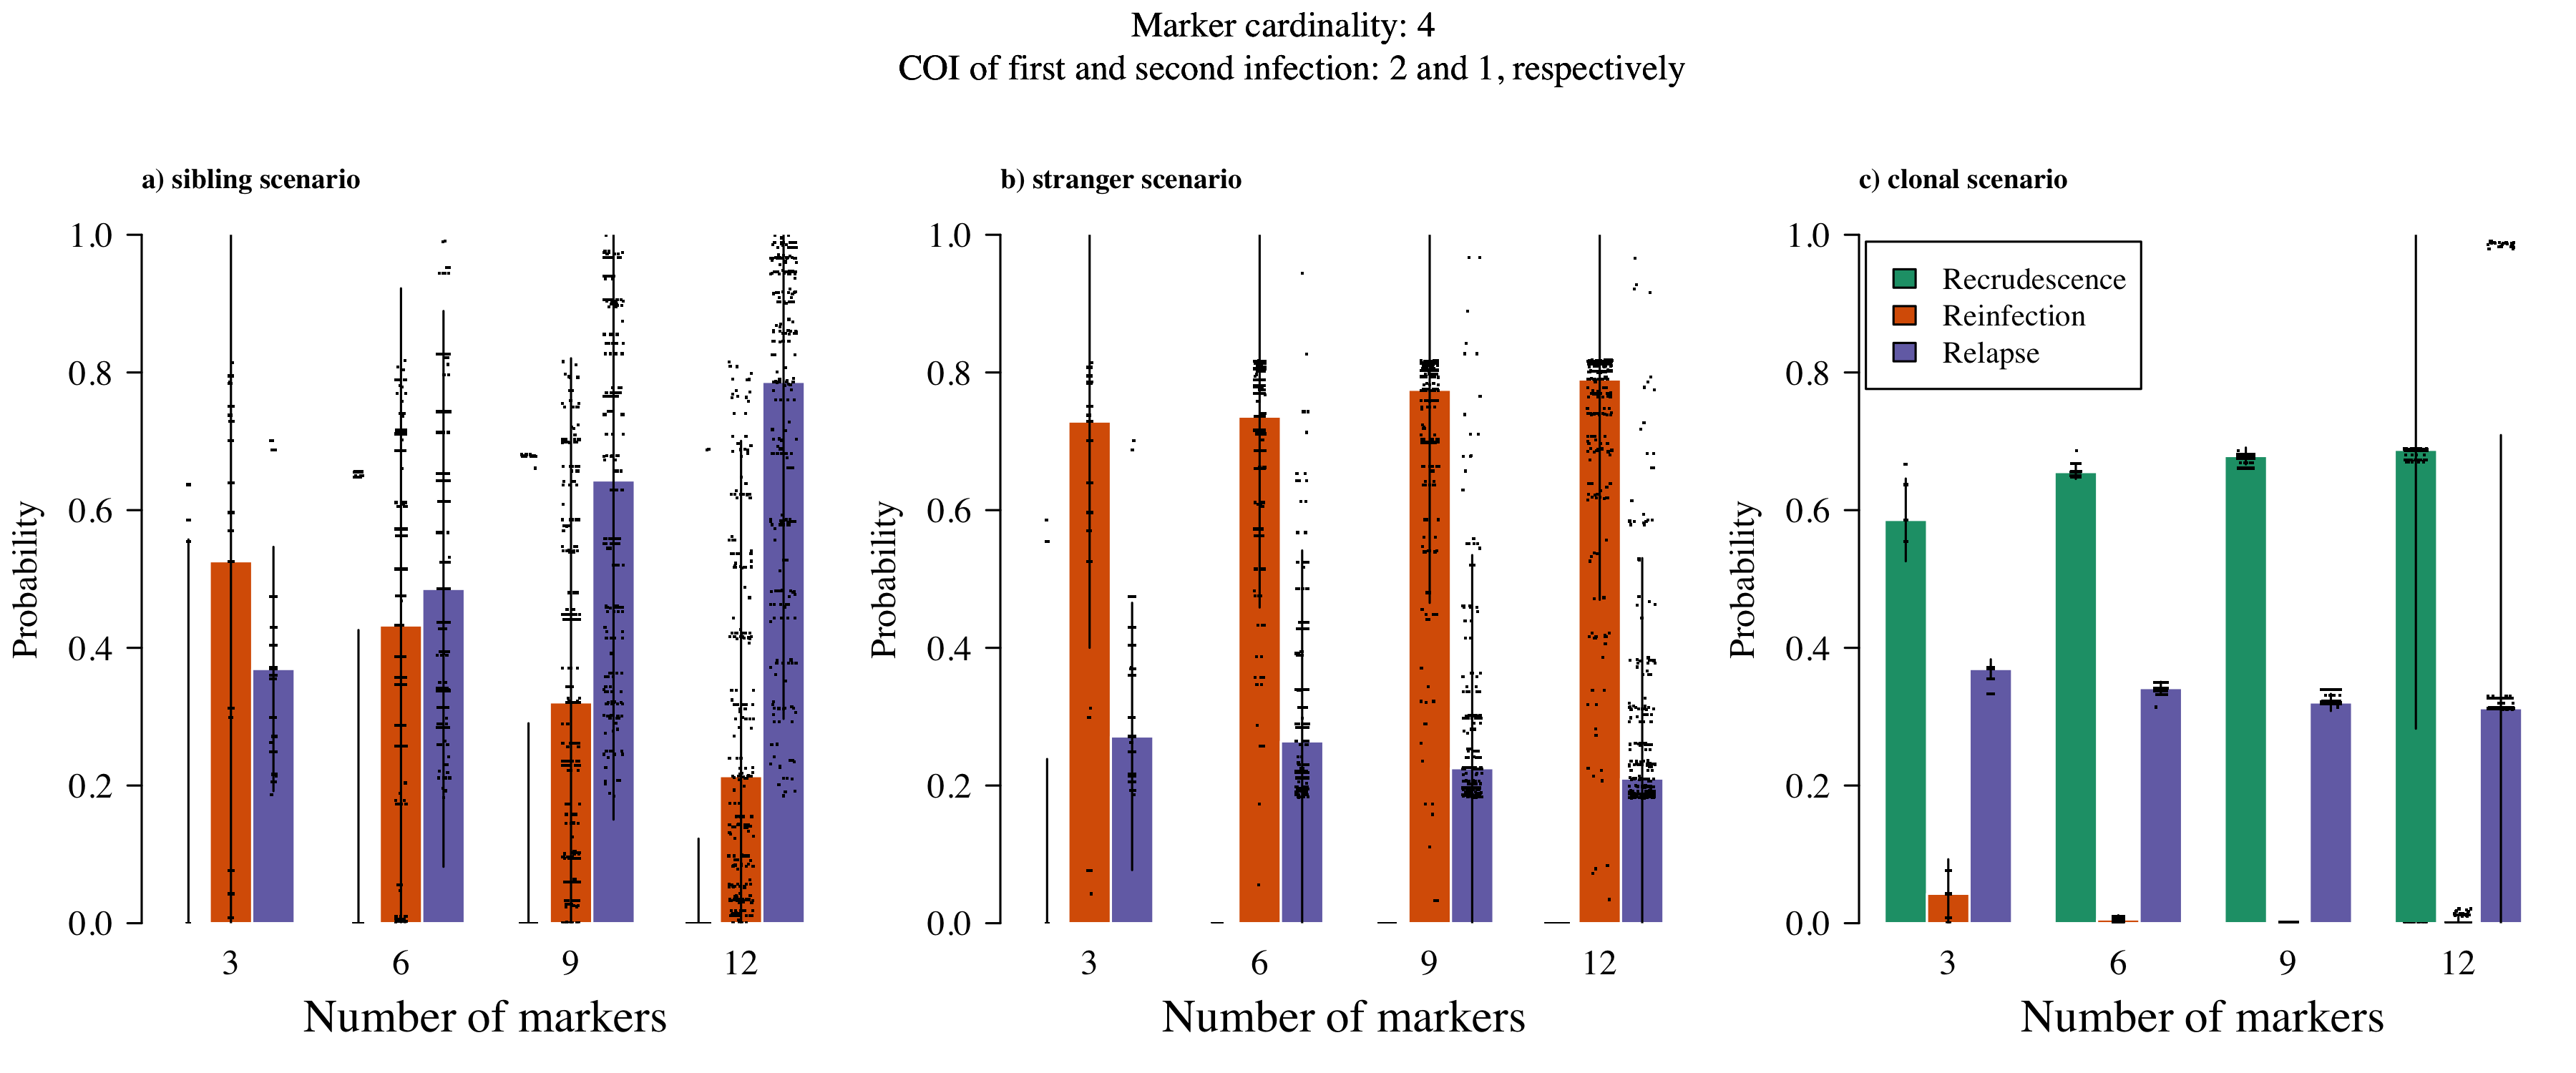 Marker cardinality: 4
COI of first and second infection: 2 and 1, respectively
a) sibling scenario
Probability
1.0
0.8
0.6
0.4
0.2
0.0
3 6 9 12
Number of markers
b) stranger scenario
Probability
1.0
0.8
0.6
0.4
0.2
0.0
3 6 9 12
Number of markers
c) clonal scenario
Probability
1.0
0.8
0.6
0.4
0.2
0.0
Recrudescence
Reinfection
Relapse
3 6 9 12
Number of markers